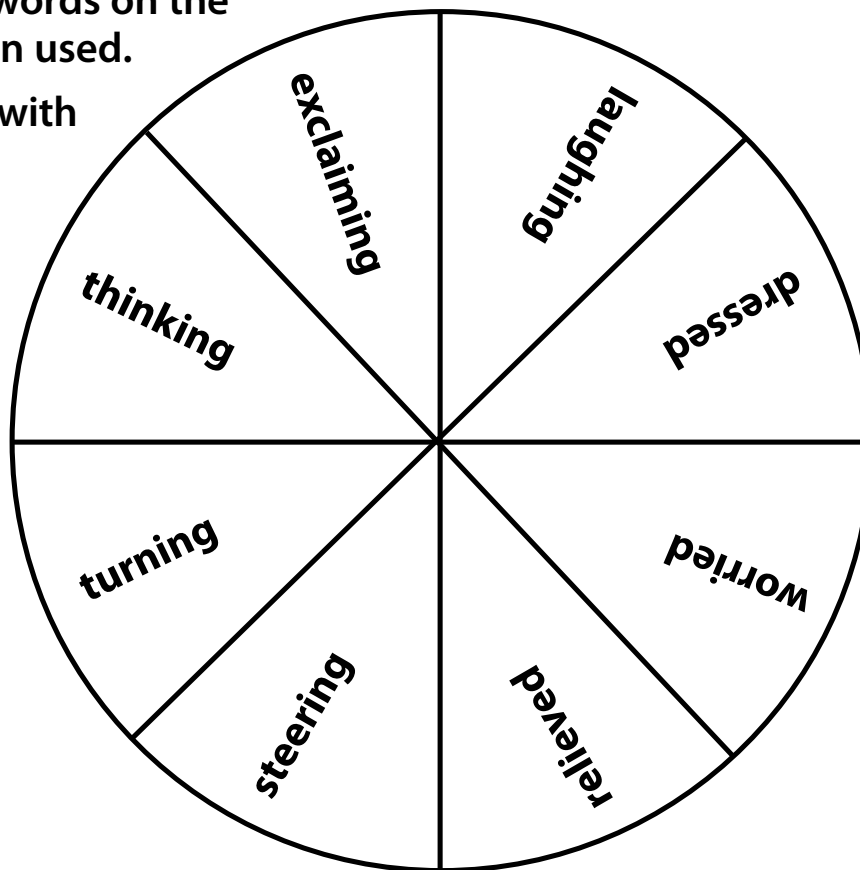 words on the
n used.
with
exclaiming
laughing
dressed
worried
relieved
steering
turning
thinking